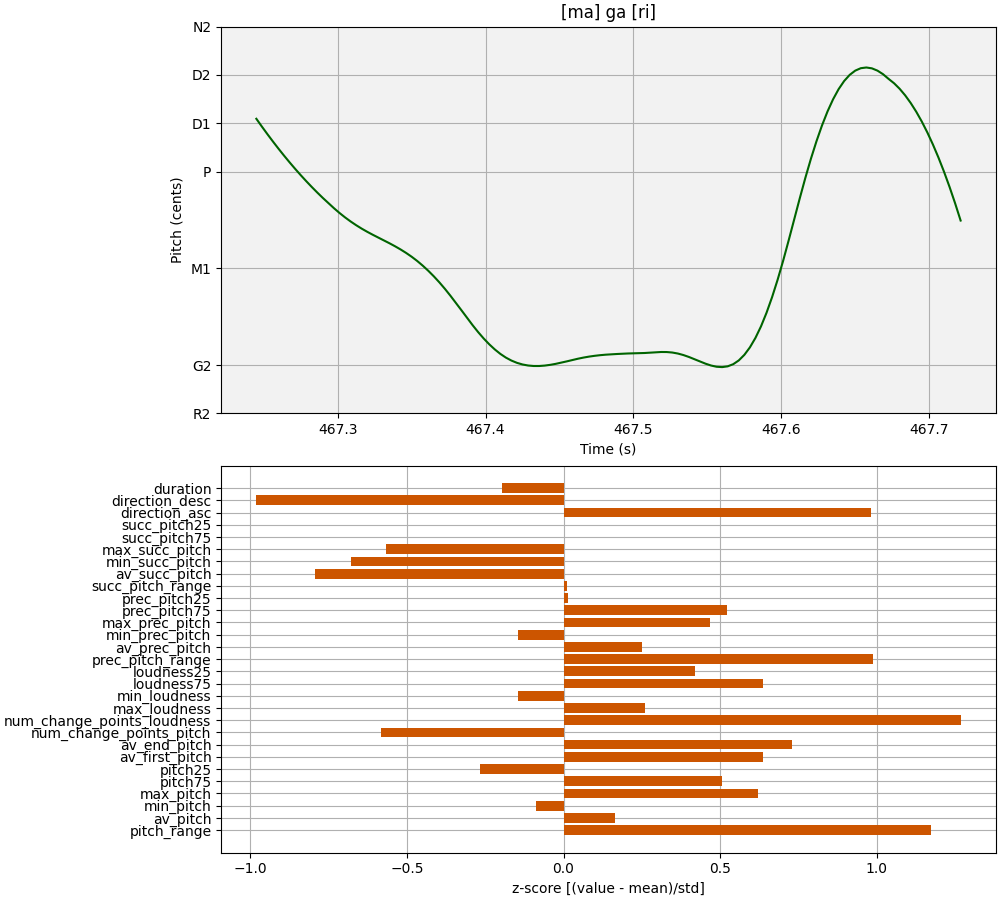 [ma] ga [ri]
N2
D2
D1
P
M1
G2
R2
Pitch (cents)
467.3 467.4 467.5 467.6 467.7
Time (s)
duration
direction_desc
direction_asc
succ_pitch25
succ_pitch75
max_succ_pitch
min_succ_pitch
av_succ_pitch
succ_pitch_range
prec_pitch25
prec_pitch75
max_prec_pitch
min_prec_pitch
av_prec_pitch
prec_pitch_range
loudness25
loudness75
min_loudness
max_loudness
num_change_points_loudness
num_change_points_pitch
av_end_pitch
av_first_pitch
pitch25
pitch75
max_pitch
min_pitch
av_pitch
pitch_range
−1.0 −0.5 0.0 0.5 1.0
z-score [(value - mean)/std]